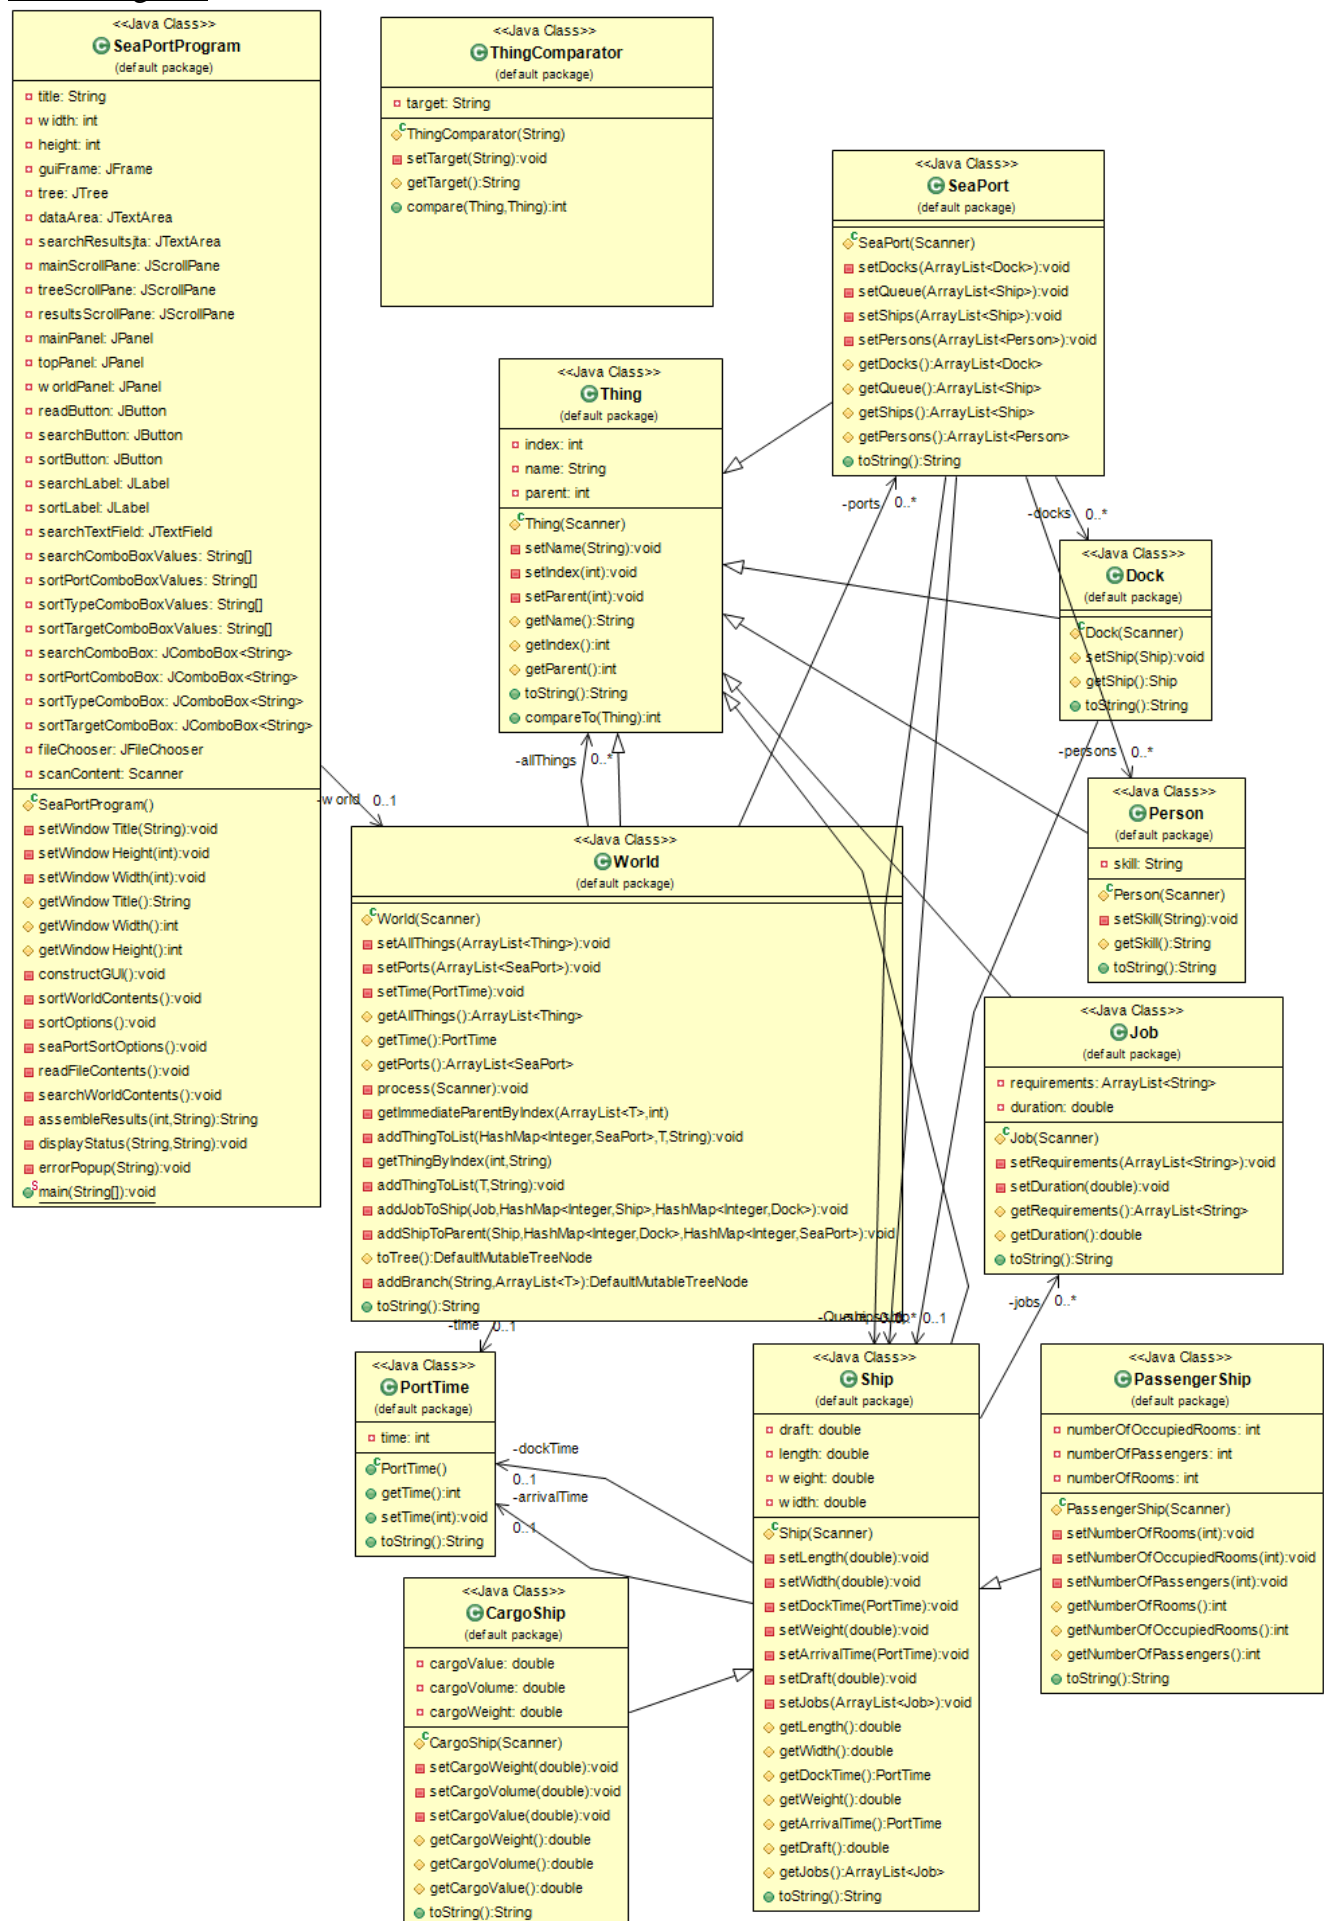 <<Java Class>>
SeaPortProgram
(default package)
title: String
width: int
height: int
guiFrame: JFrame
tree: JTree
dataArea: JTextArea
searchResultsjta: JTextArea
mainScrollPane: JScrollPane
treeScrollPane: JScrollPane
resultsScrollPane: JScrollPane
mainPanel: JPanel
topPanel: JPanel
worldPanel: JPanel
readButton: JButton
searchButton: JButton
sortButton: JButton
searchLabel: JLabel
sortLabel: JLabel
searchTextField: JTextField
searchComboBoxValues: String[]
sortPortComboBoxValues: String[]
sortTypeComboBoxValues: String[]
sortTargetComboBoxValues: String[]
searchComboBox: JComboBox<String>
sortPortComboBox: JComboBox<String>
sortTypeComboBox: JComboBox<String>
sortTargetComboBox: JComboBox<String>
fileChooser: JFileChooser
scanContent: Scanner
SeaPortProgram()
setWindowTitle(String):void
setWindowHeight(int):void
setWindowWidth(int):void
getWindowTitle():String
getWindowWidth():int
getWindowHeight():int
constructGUI():void
sortWorldContents():void
sortOptions():void
seaPortSortOptions():void
readFileContents():void
searchWorldContents():void
assembleResults(int,String):String
displayStatus(String,String):void
errorPopup(String):void
main(String[]):void
<<Java Class>>
ThingComparator
(default package)
target: String
ThingComparator(String)
setTarget(String):void
getTarget():String
compare(Thing,Thing):int
<<Java Class>>
SeaPort
(default package)
SeaPort(Scanner)
setDocks(ArrayList<Dock>):void
setQueue(ArrayList<Ship>):void
setShips(ArrayList<Ship>):void
setPersons(ArrayList<Person>):void
getDocks():ArrayList<Dock>
getQueue():ArrayList<Ship>
getShips():ArrayList<Ship>
getPersons():ArrayList<Person>
toString():String
<<Java Class>>
Thing
(default package)
index: int
name: String
parent: int
Thing(Scanner)
setName(String):void
setIndex(int):void
setParent(int):void
getName():String
getIndex():int
getParent():int
toString():String
compareTo(Thing):int
-ports 0..*
-docks 0..*
<<Java Class>>
Dock
(default package)
Dock(Scanner)
setShip(Ship):void
getShip():Ship
toString():String
-allThings 0..*
-persons 0..*
-world 0..1
<<Java Class>>
Person
(default package)
skill: String
Person(Scanner)
setSkill(String):void
getSkill():String
toString():String
<<Java Class>>
World
(default package)
World(Scanner)
setAllThings(ArrayList<Thing>):void
setPorts(ArrayList<SeaPort>):void
setTime(PortTime):void
getAllThings():ArrayList<Thing>
getTime():PortTime
getPorts():ArrayList<SeaPort>
process(Scanner):void
getImmediateParentByIndex(ArrayList<T>,int)
addThingToList(HashMap<Integer,SeaPort>,T,String):void
getThingByIndex(int,String)
addThingToList(T,String):void
addJobToShip(Job,HashMap<Integer,Ship>,HashMap<Integer,Dock>):void
addShipToParent(Ship,HashMap<Integer,Dock>,HashMap<Integer,SeaPort>):void
toTree():DefaultMutableTreeNode
addBranch(String,ArrayList<T>):DefaultMutableTreeNode
toString():String
<<Java Class>>
Job
(default package)
requirements: ArrayList<String>
duration: double
Job(Scanner)
setRequirements(ArrayList<String>):void
setDuration(double):void
getRequirements():ArrayList<String>
getDuration():double
toString():String
-jobs 0..*
0..1
-time 0..1
<<Java Class>>
PortTime
(default package)
time: int
PortTime()
getTime():int
setTime(int):void
toString():String
-dockTime
0..1
-arrivalTime
0..1
<<Java Class>>
Ship
(default package)
draft: double
length: double
weight: double
width: double
Ship(Scanner)
setLength(double):void
setWidth(double):void
setDockTime(PortTime):void
setWeight(double):void
setArrivalTime(PortTime):void
setDraft(double):void
setJobs(ArrayList<Job>):void
getLength():double
getWidth():double
getDockTime():PortTime
getWeight():double
getArrivalTime():PortTime
getDraft():double
getJobs():ArrayList<Job>
toString():String
<<Java Class>>
PassengerShip
(default package)
numberOfOccupiedRooms: int
numberOfPassengers: int
numberOfRooms: int
PassengerShip(Scanner)
setNumberOfRooms(int):void
setNumberOfOccupiedRooms(int):void
setNumberOfPassengers(int):void
getNumberOfRooms():int
getNumberOfOccupiedRooms():int
getNumberOfPassengers():int
toString():String
<<Java Class>>
CargoShip
(default package)
cargoValue: double
cargoVolume: double
cargoWeight: double
CargoShip(Scanner)
setCargoWeight(double):void
setCargoVolume(double):void
setCargoValue(double):void
getCargoWeight():double
getCargoVolume():double
getCargoValue():double
toString():String